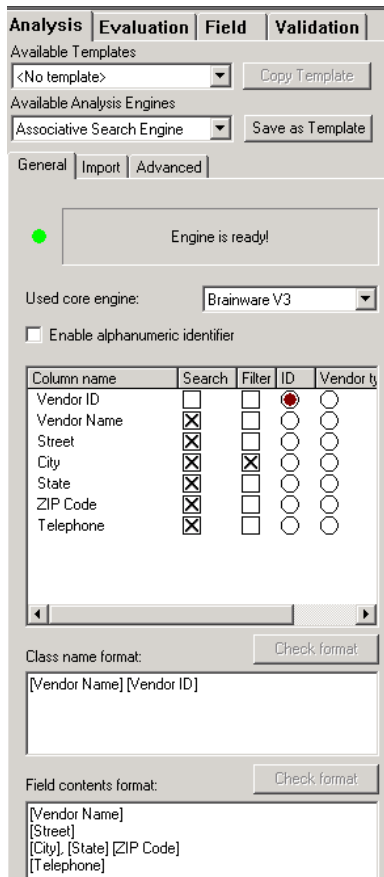 Analysis Evaluation Field Validation
Available Templates
<No template> Copy Template
Available Analysis Engines
Associative Search Engine Save as Template
General Import Advanced
Engine is ready!
Used core engine: Brainware V3
Enable alphanumeric identifier
Column name Search Filter ID Vendor ty
Vendor ID
Vendor Name
Street
City
State
ZIP Code
Telephone
Class name format: Check format
[Vendor Name] [Vendor ID]
Field contents format: Check format
[Vendor Name]
[Street]
[City], [State] [ZIP Code]
[Telephone]